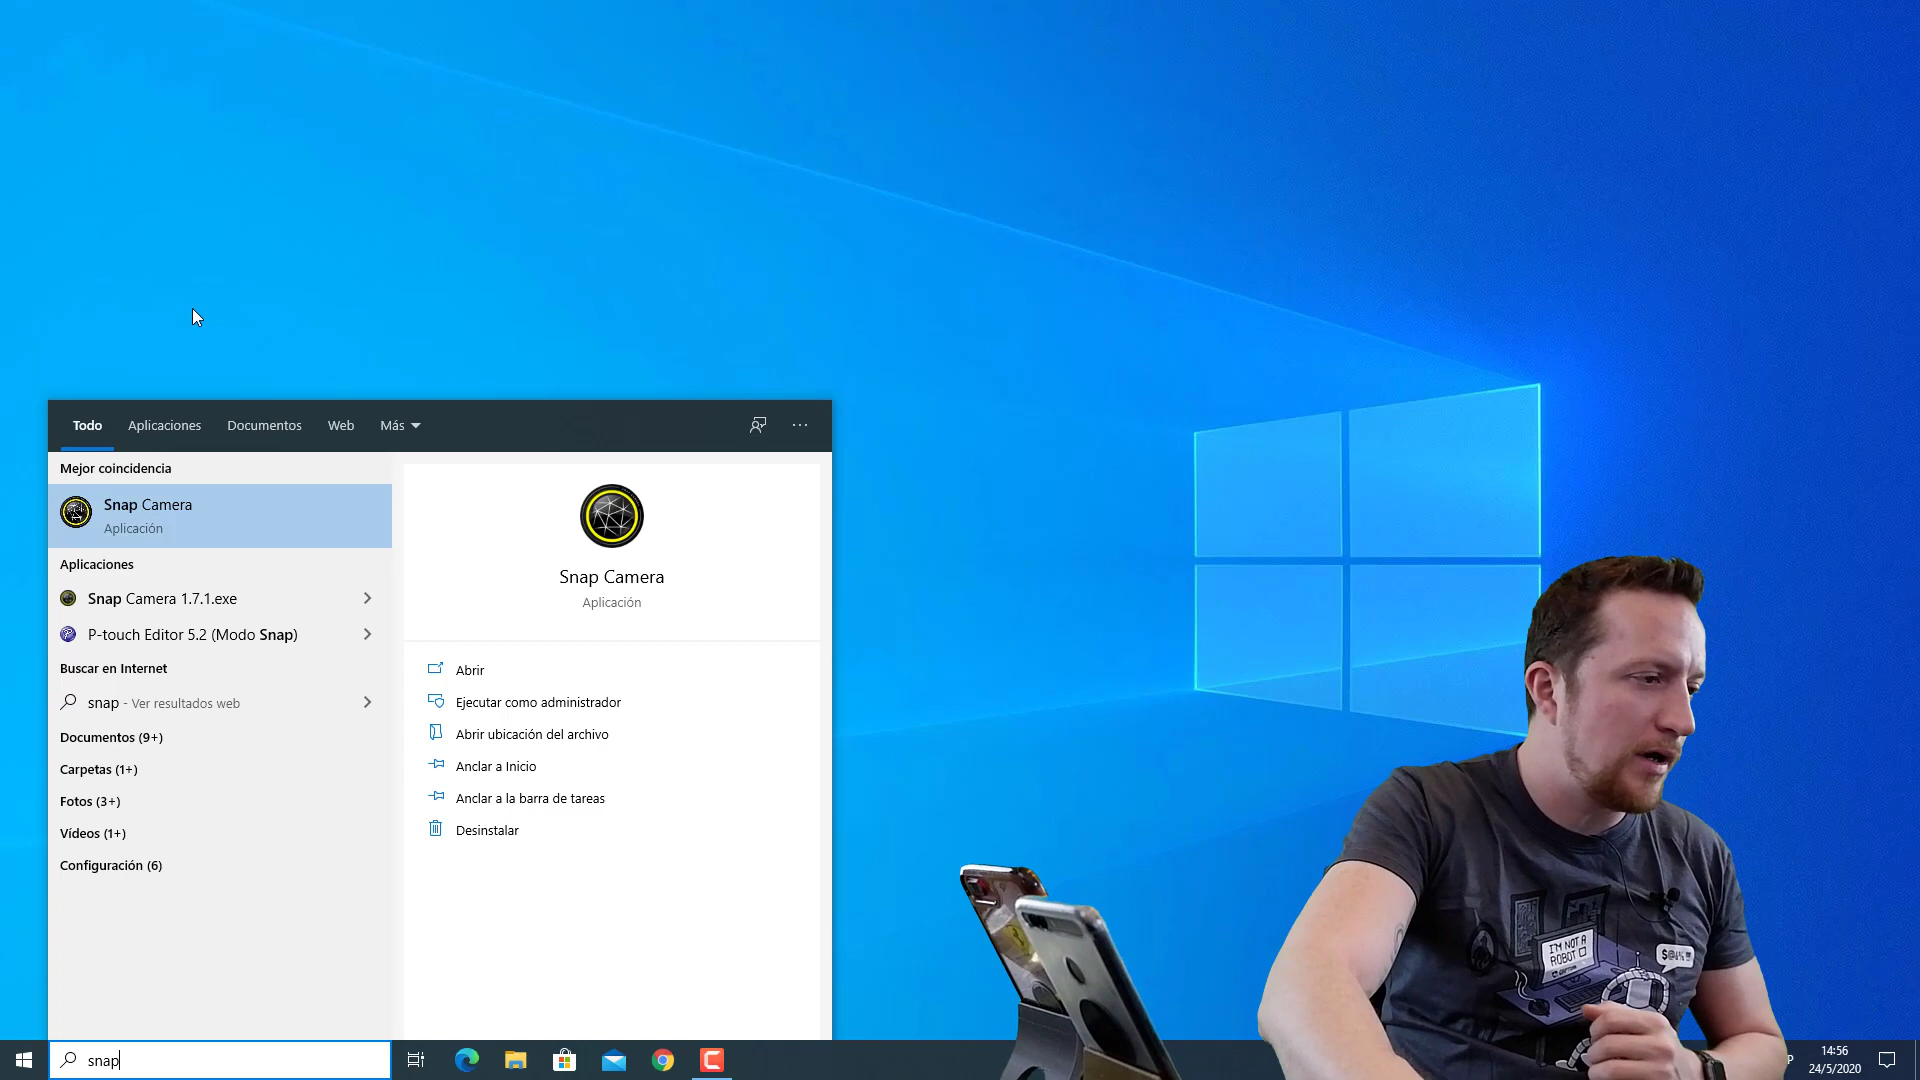 Todo Aplicaciones Documentos Web Más
Mejor coincidencia
Snap Camera
Aplicación
Aplicaciones
Snap Camera 1.7.1.exe
P-touch Editor 5.2 (Modo Snap)
Buscar en Internet
snap - Ver resultados web
Documentos (9+)
Carpetas (1+)
Fotos (3+)
Vídeos (1+)
Configuración (6)
Snap Camera
Aplicación
Abrir
Ejecutar como administrador
Abrir ubicación del archivo
Anclar a Inicio
Anclar a la barra de tareas
Desinstalar
I'M NOT A
ROBOT
snap
P
14:56
24/5/2020